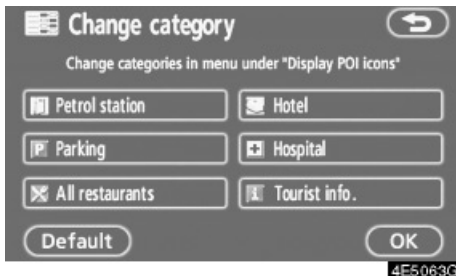 Change category
Change categories in menu under "Display POI icons"
Petrol station
Hotel
P Parking
Hospital
All restaurants
i Tourist info.
Default
OK
4E5063G